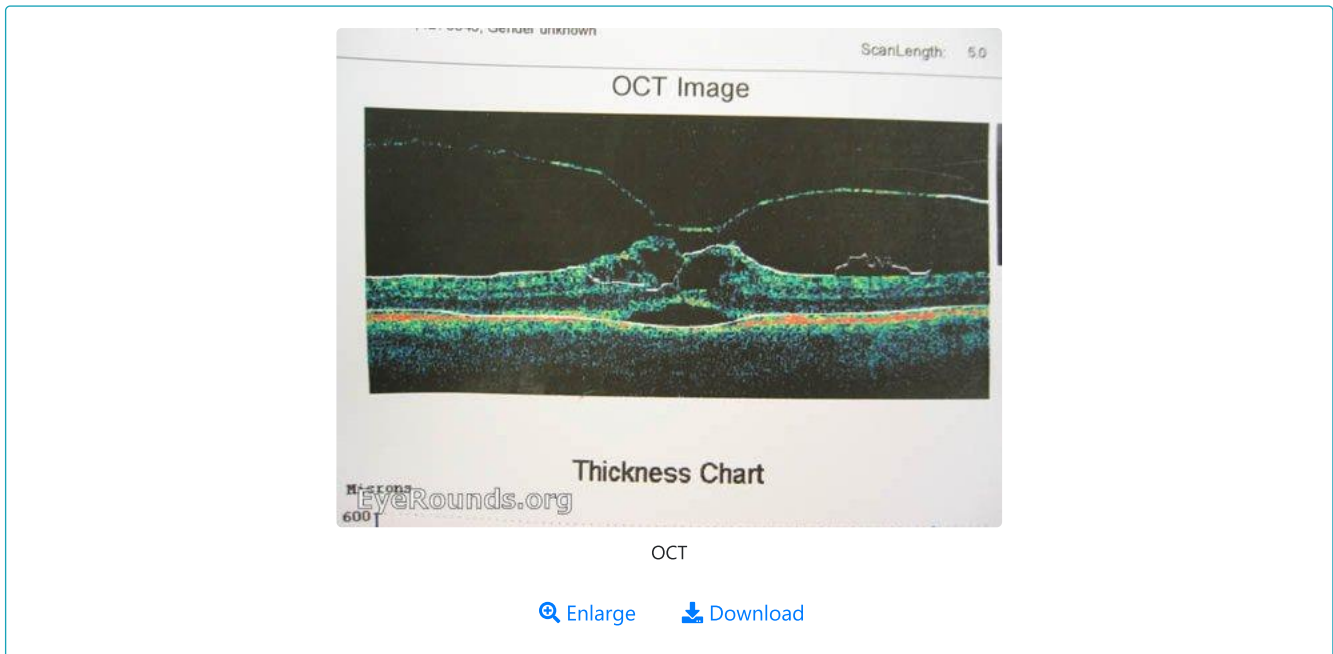 Gender unknown
ScanLength: 5.0
OCT Image
Thickness Chart
Microns
EyeRounds.org
600
OCT
Enlarge
Download